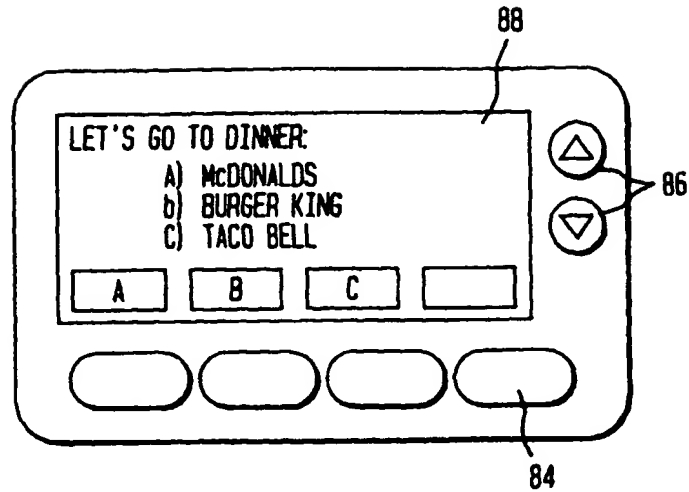 88
LET'S GO TO DINNER:
A) McDONALDS
b) BURGER KING
C) TACO BELL
A B C
86
84